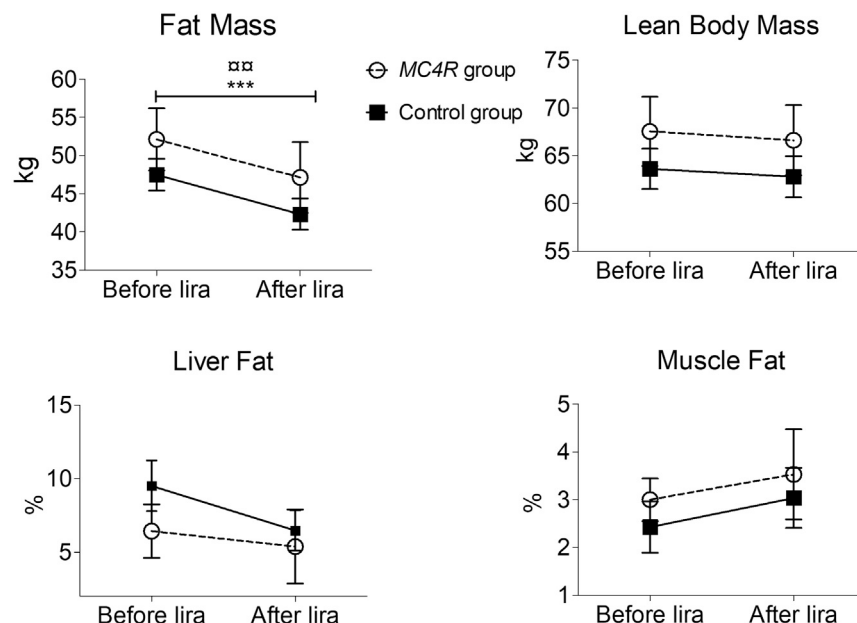 Fat Mass
¤¤
***
60
55
50
45
40
35
kg
Before lira After lira
MC4R group
Control group
Lean Body Mass
75
70
65
60
55
kg
Before lira After lira
Liver Fat
15
10
5
%
Before lira After lira
Muscle Fat
5
4
3
2
1
%
Before lira After lira